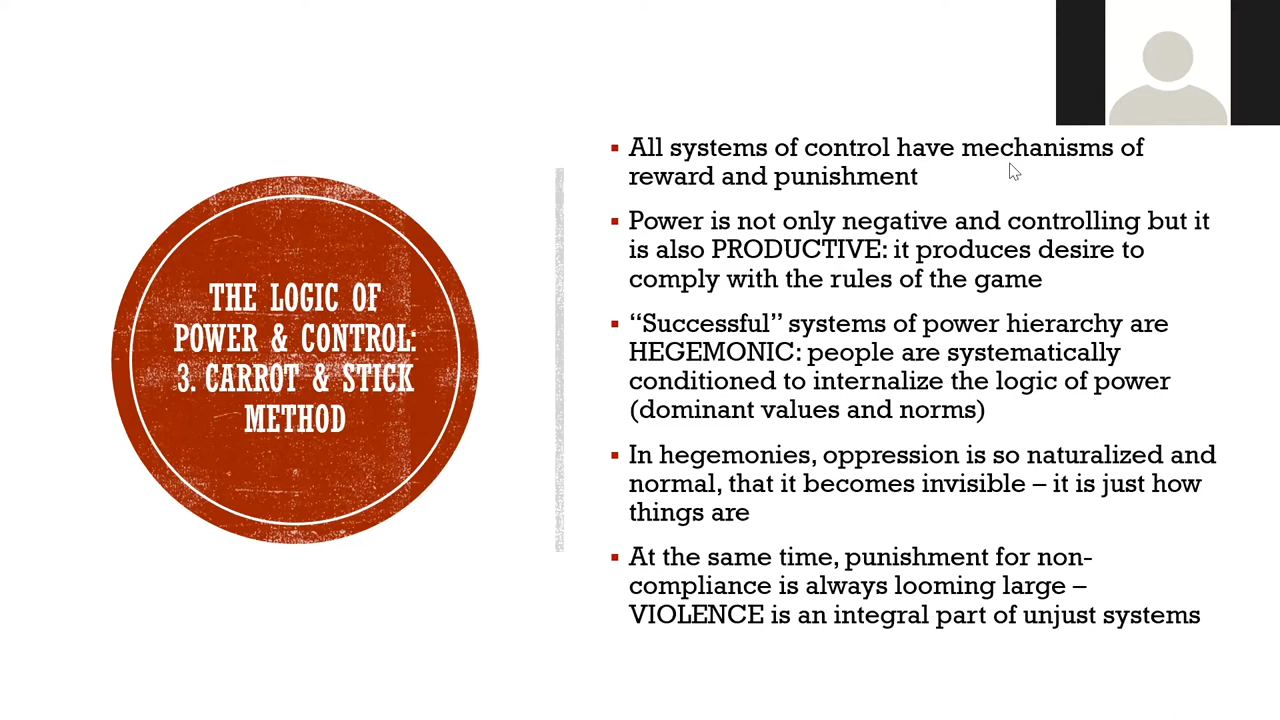 THE LOGIC OF
POWER & CONTROL:
3. CARROT & STICK
METHOD
▪ All systems of control have mechanisms of
reward and punishment
▪ Power is not only negative and controlling but it
is also PRODUCTIVE: it produces desire to
comply with the rules of the game
▪ “Successful” systems of power hierarchy are
HEGEMONIC: people are systematically
conditioned to internalize the logic of power
(dominant values and norms)
▪ In hegemonies, oppression is so naturalized and
normal, that it becomes invisible – it is just how
things are
▪ At the same time, punishment for non-
compliance is always looming large –
VIOLENCE is an integral part of unjust systems